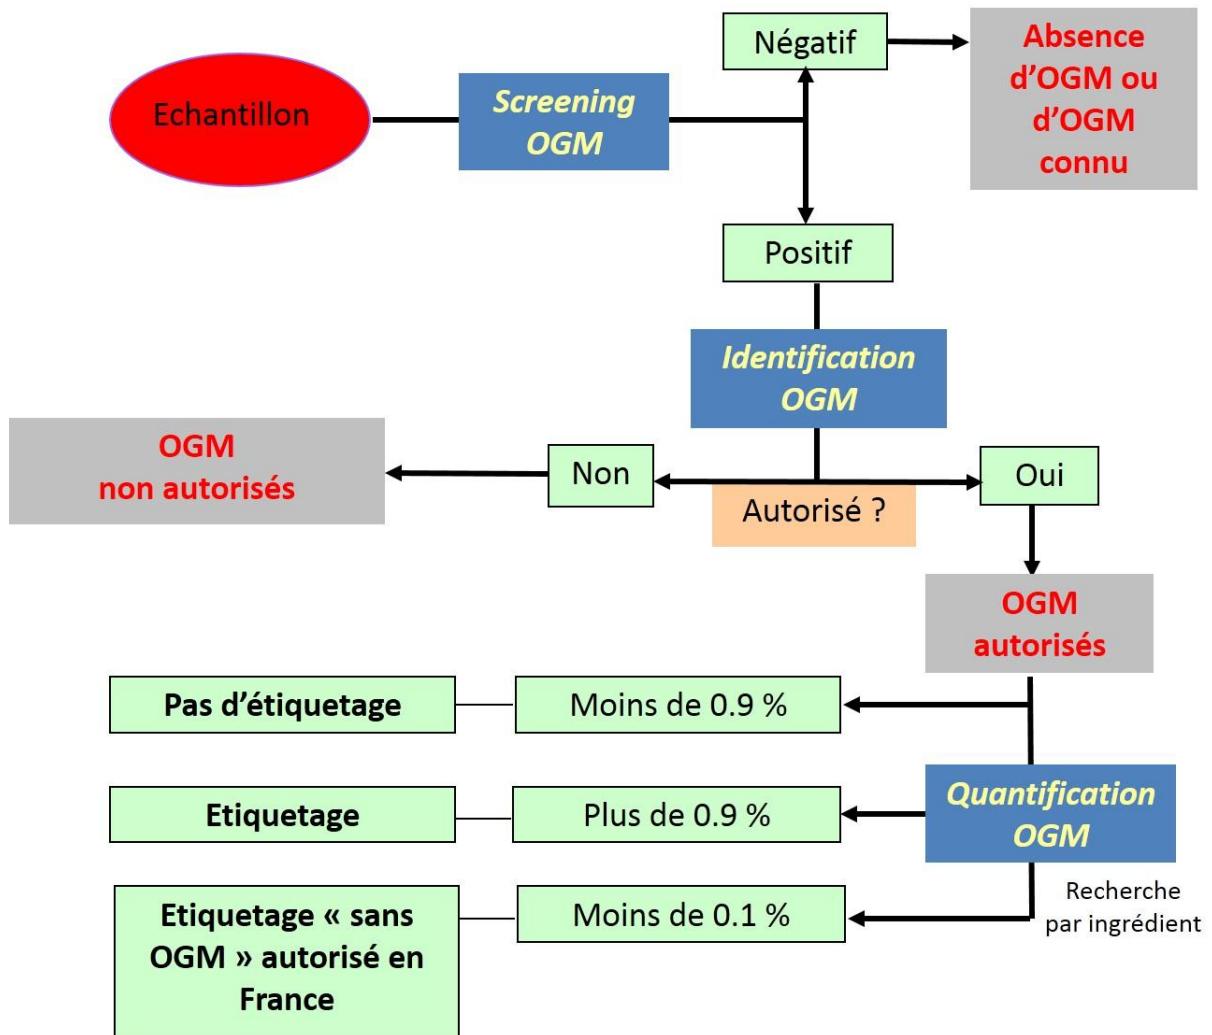 Négatif
Absence
d’OGM ou
d’OGM
connu
Echantillon
Screening
OGM
Positif
Identification
OGM
OGM
non autorisés
Non
Autorisé ?
Oui
OGM
autorisés
Pas d’étiquetage
Moins de 0.9 %
Etiquetage
Plus de 0.9 %
Quantification
OGM
Etiquetage « sans
OGM » autorisé en
France
Moins de 0.1 %
Recherche
par ingrédient